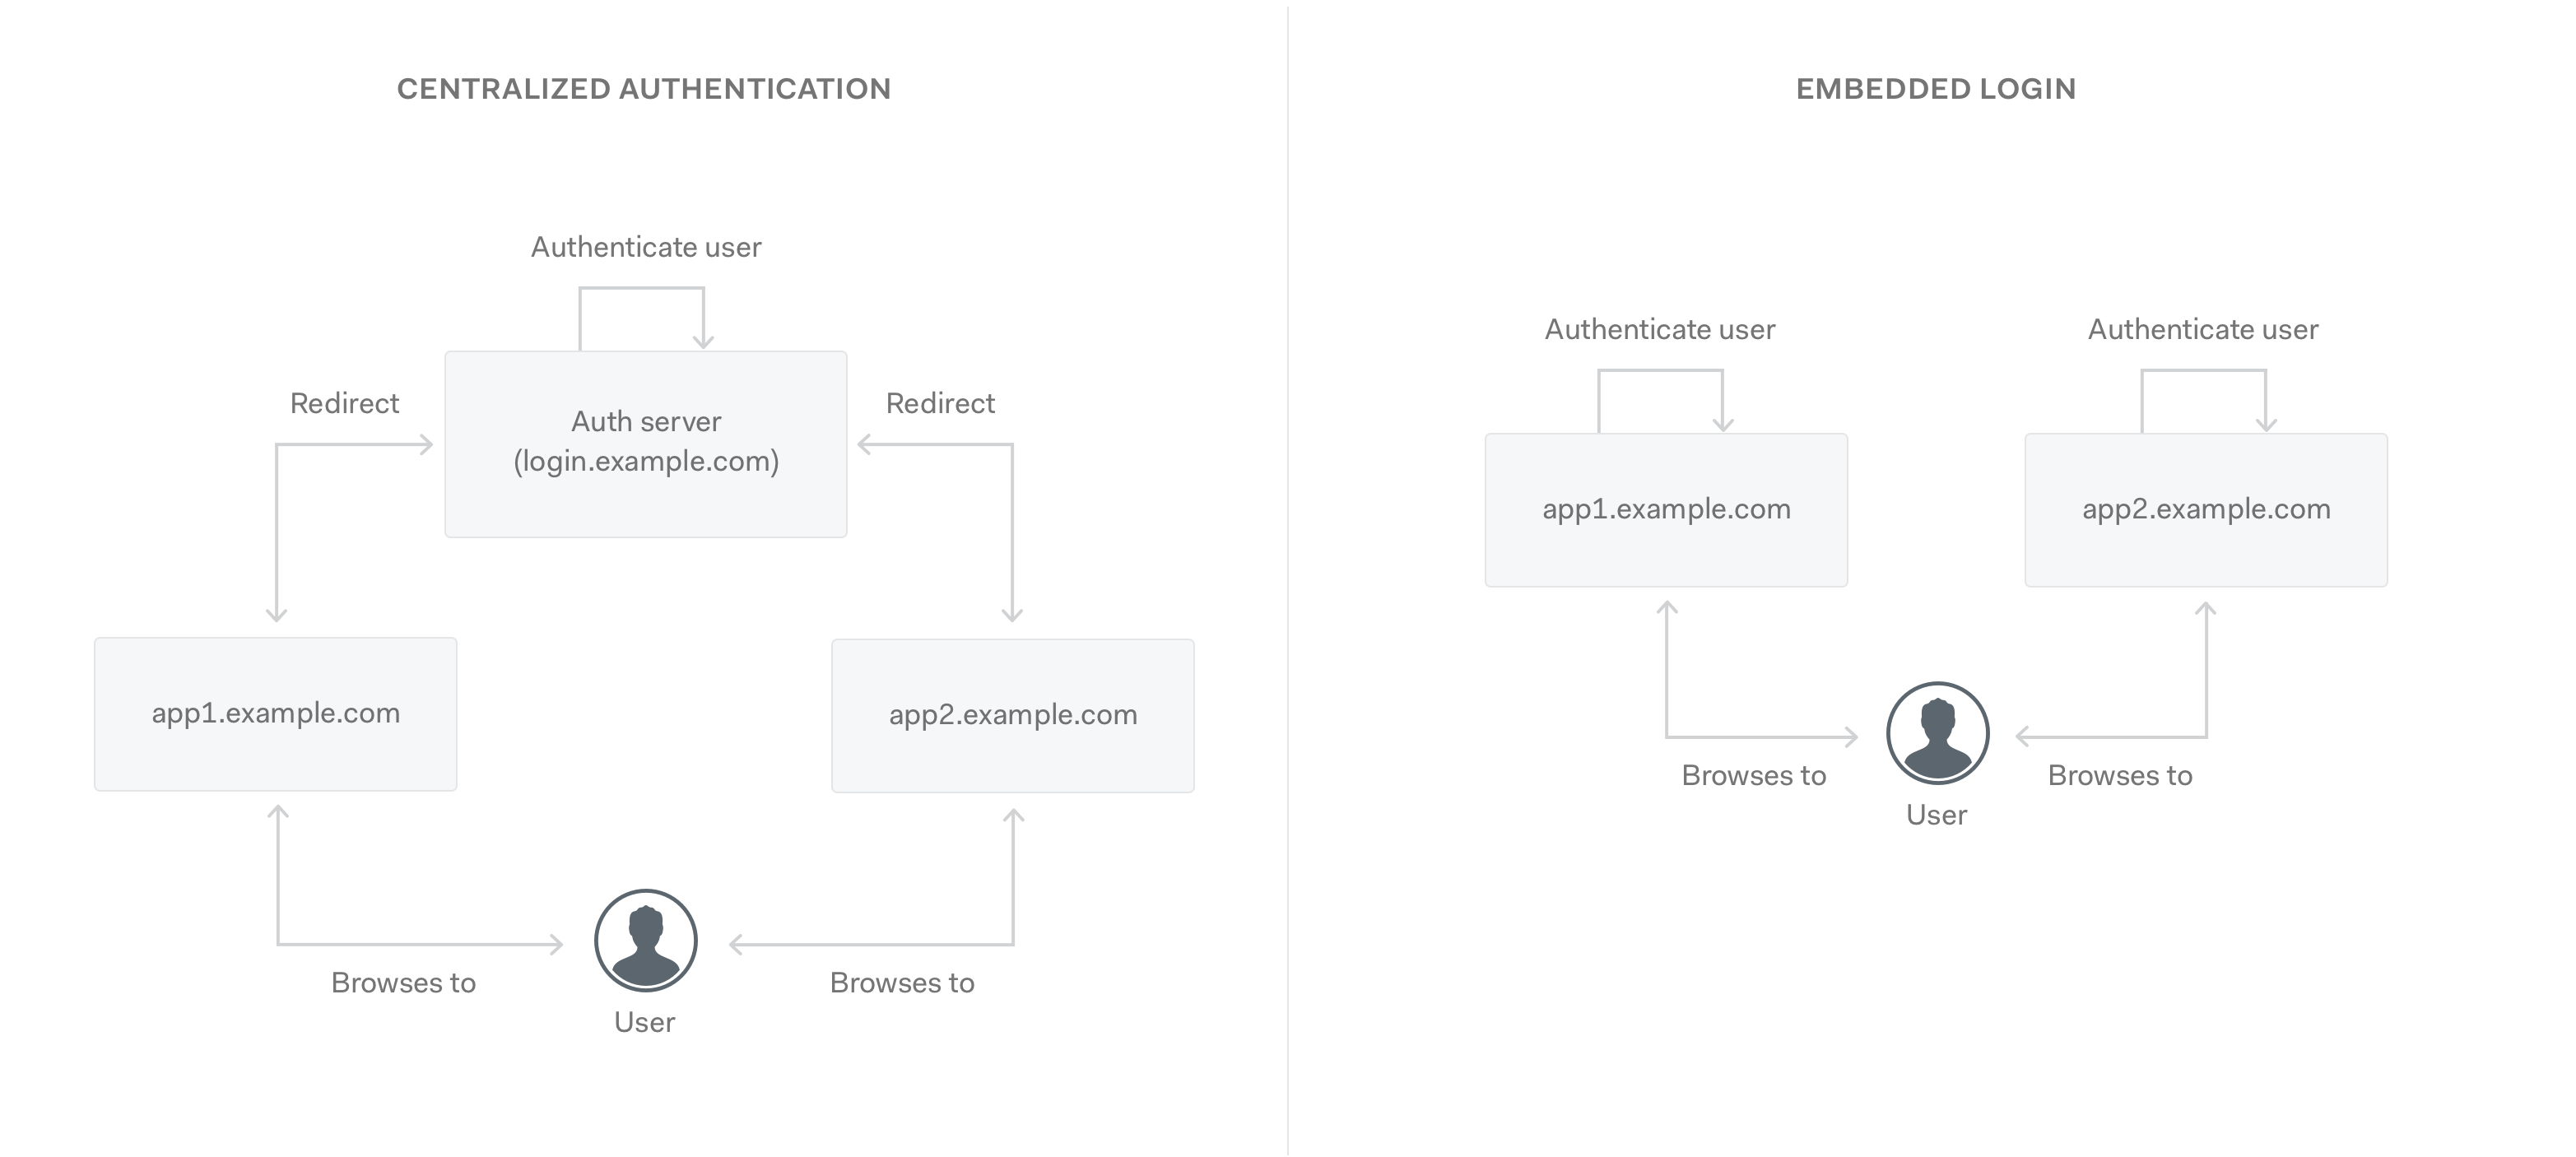 CENTRALIZED AUTHENTICATION
Authenticate user
Redirect
Redirect
Auth server
(login.example.com)
app1.example.com
app2.example.com
Browses to
Browses to
User
EMBEDDED LOGIN
Authenticate user
Authenticate user
app1.example.com
app2.example.com
Browses to
Browses to
User